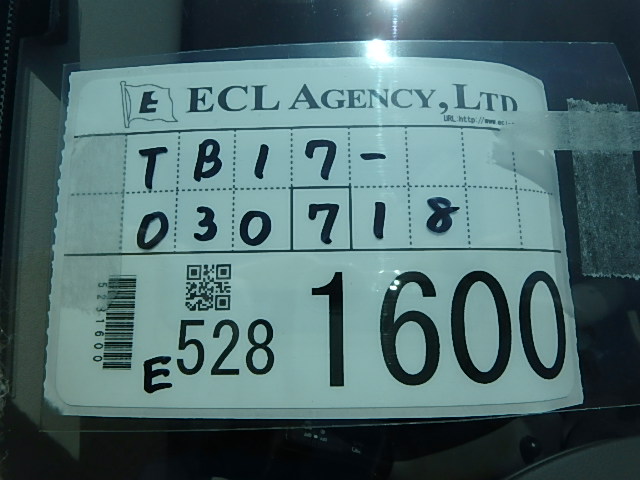 E ECL AGENCY, LTD
URL:http://www.ecl
TB17-
030718
E528 1600
5281600